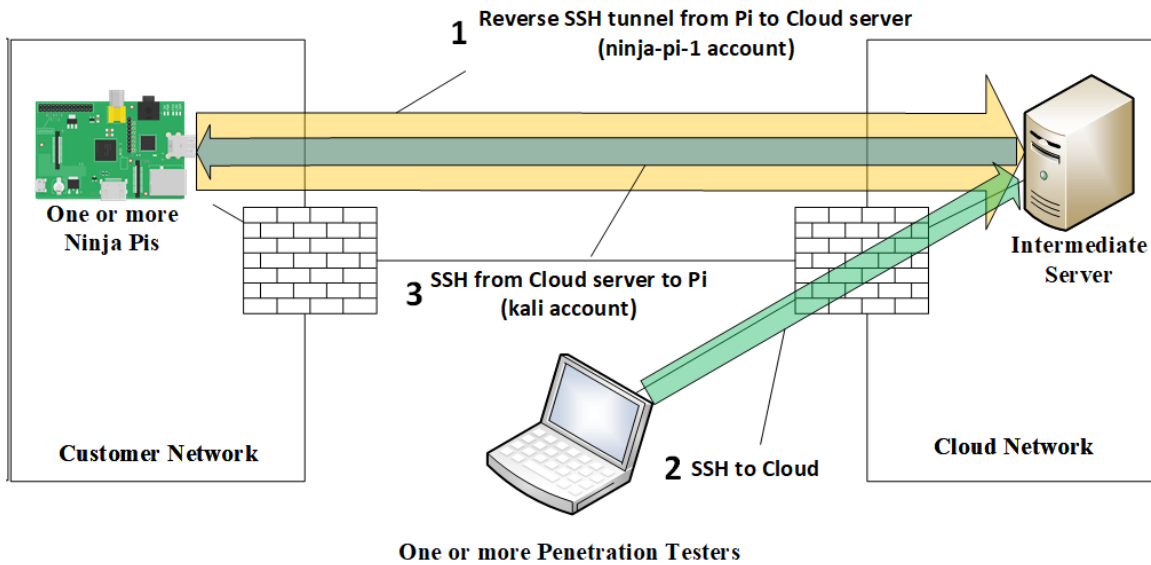 1 Reverse SSH tunnel from Pi to Cloud server
(ninja-pi-1 account)
One or more
Ninja Pis
Intermediate
Server
3 SSH from Cloud server to Pi
(kali account)
Customer Network
Cloud Network
2 SSH to Cloud
One or more Penetration Testers